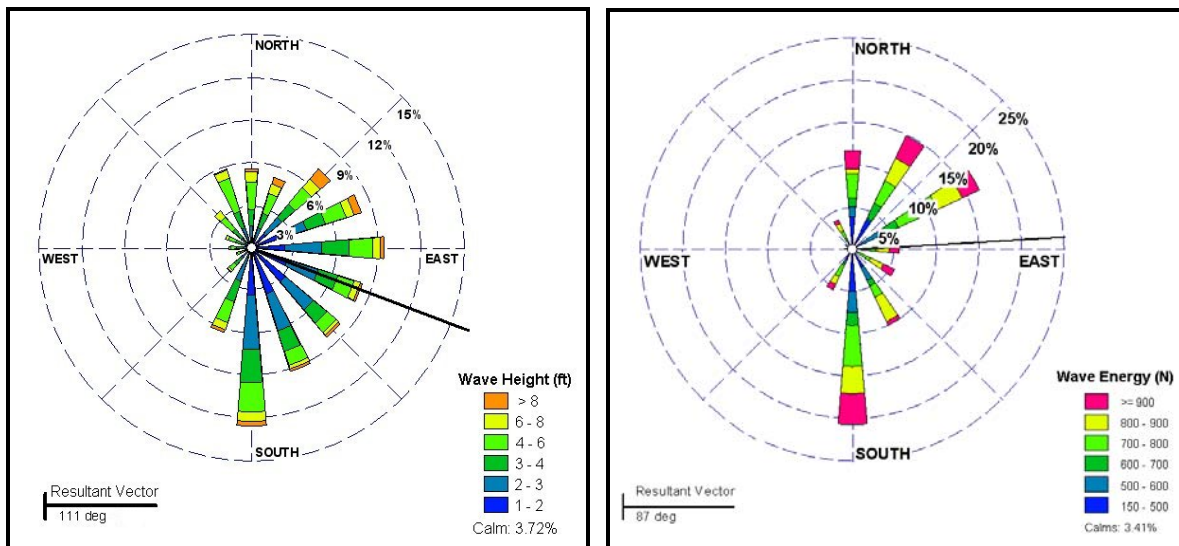 NORTH
15%
12%
9%
6%
3%
WEST
EAST
Wave Height (ft)
> 8
6 - 8
4 - 6
3 - 4
2 - 3
1 - 2
SOUTH
Resultant Vector
111 deg
Calm: 3.72%
NORTH
25%
20%
15%
10%
5%
WEST
EAST
Wave Energy (N)
>= 900
800 - 900
700 - 800
600 - 700
500 - 600
150 - 500
SOUTH
Resultant Vector
87 deg
Calms: 3.41%